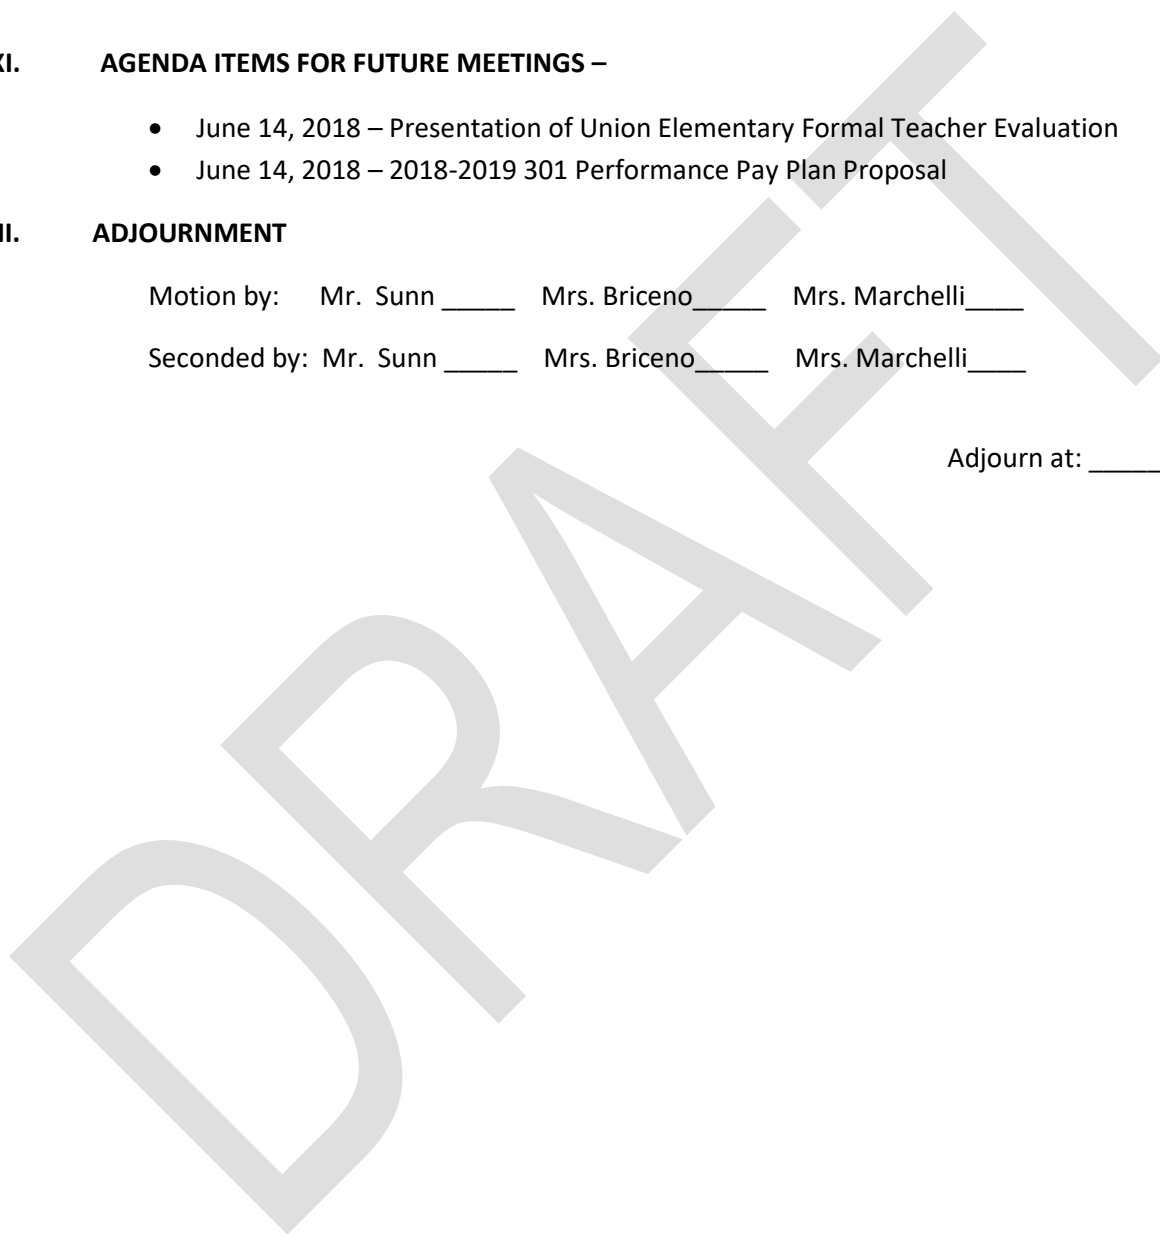 XI. AGENDA ITEMS FOR FUTURE MEETINGS –
• June 14, 2018 – Presentation of Union Elementary Formal Teacher Evaluation
• June 14, 2018 – 2018-2019 301 Performance Pay Plan Proposal
II. ADJOURNMENT
Motion by: Mr. Sunn _____ Mrs. Briceno_____ Mrs. Marchelli____
Seconded by: Mr. Sunn _____ Mrs. Briceno_____ Mrs. Marchelli____
Adjourn at: _____
DRAFT